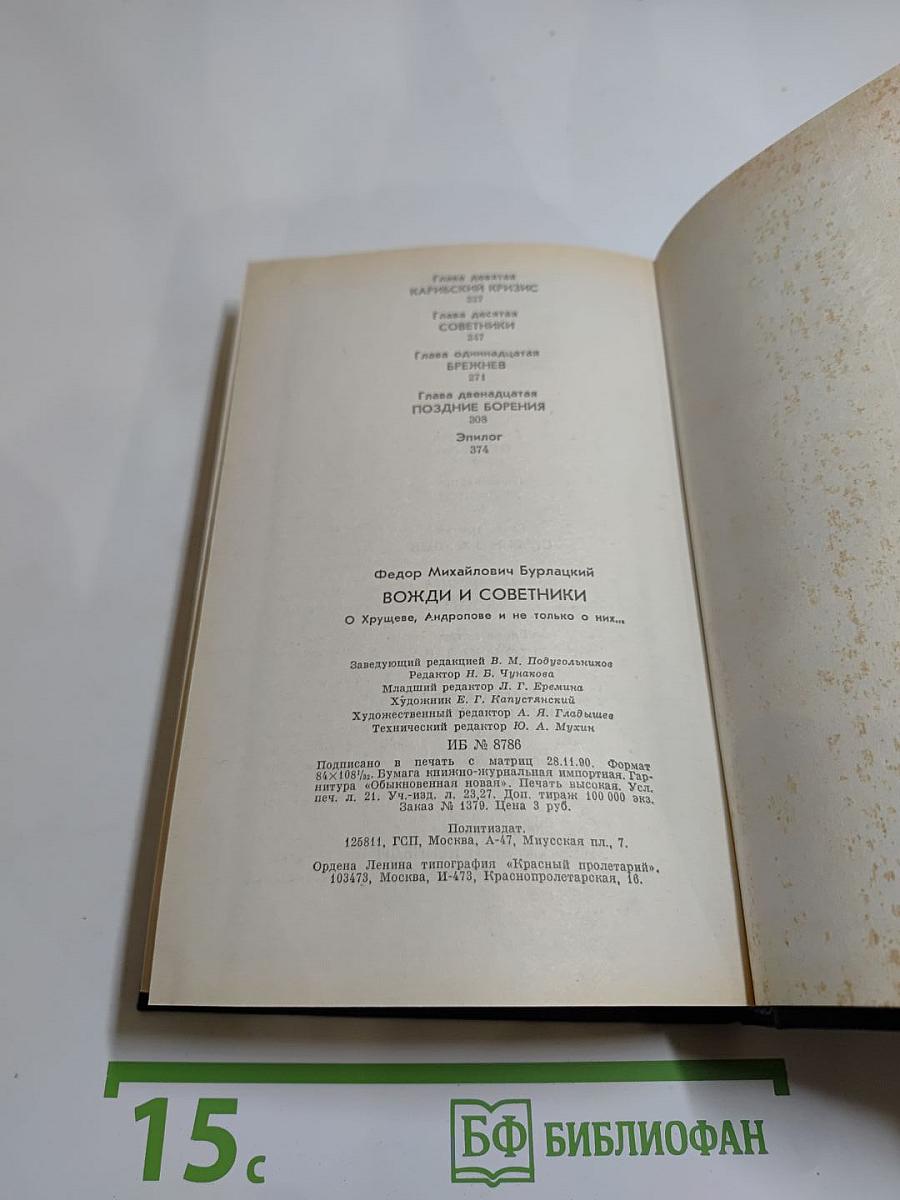 Глава девятая
КАРИБСКИЙ КРИЗИС
227
Глава десятая
СОВЕТНИКИ
247
Глава одиннадцатая
БРЕЖНЕВ
271
Глава двенадцатая
ПОЗДНИЕ БОРЕНИЯ
308
Эпилог
374
Федор Михайлович Бурлацкий
ВОЖДИ И СОВЕТНИКИ
О Хрущеве, Андропове и не только о них...
Заведующий редакцией В. М. Подугольников
Редактор Н. Б. Чунакова
Младший редактор Л. Г. Еремина
Художник Е. Г. Капустянский
Художественный редактор А. Я. Гладышев
Технический редактор Ю. А. Мухин
ИБ № 8786
Подписано в печать с матриц 28.11.90. Формат
84×108 1/32. Бумага книжно-журнальная импортная. Гар-
нитура «Обыкновенная новая». Печать высокая. Усл.
печ. л. 21. Уч.-изд. л. 23,27. Доп. тираж 100 000 экз.
Заказ № 1379. Цена 3 руб.
Политиздат.
125811, ГСП, Москва, А-47, Миусская пл., 7.
Ордена Ленина типография «Красный пролетарий».
103473, Москва, И-473, Краснопролетарская, 16.
15 с
БФ БИБЛИОФАН